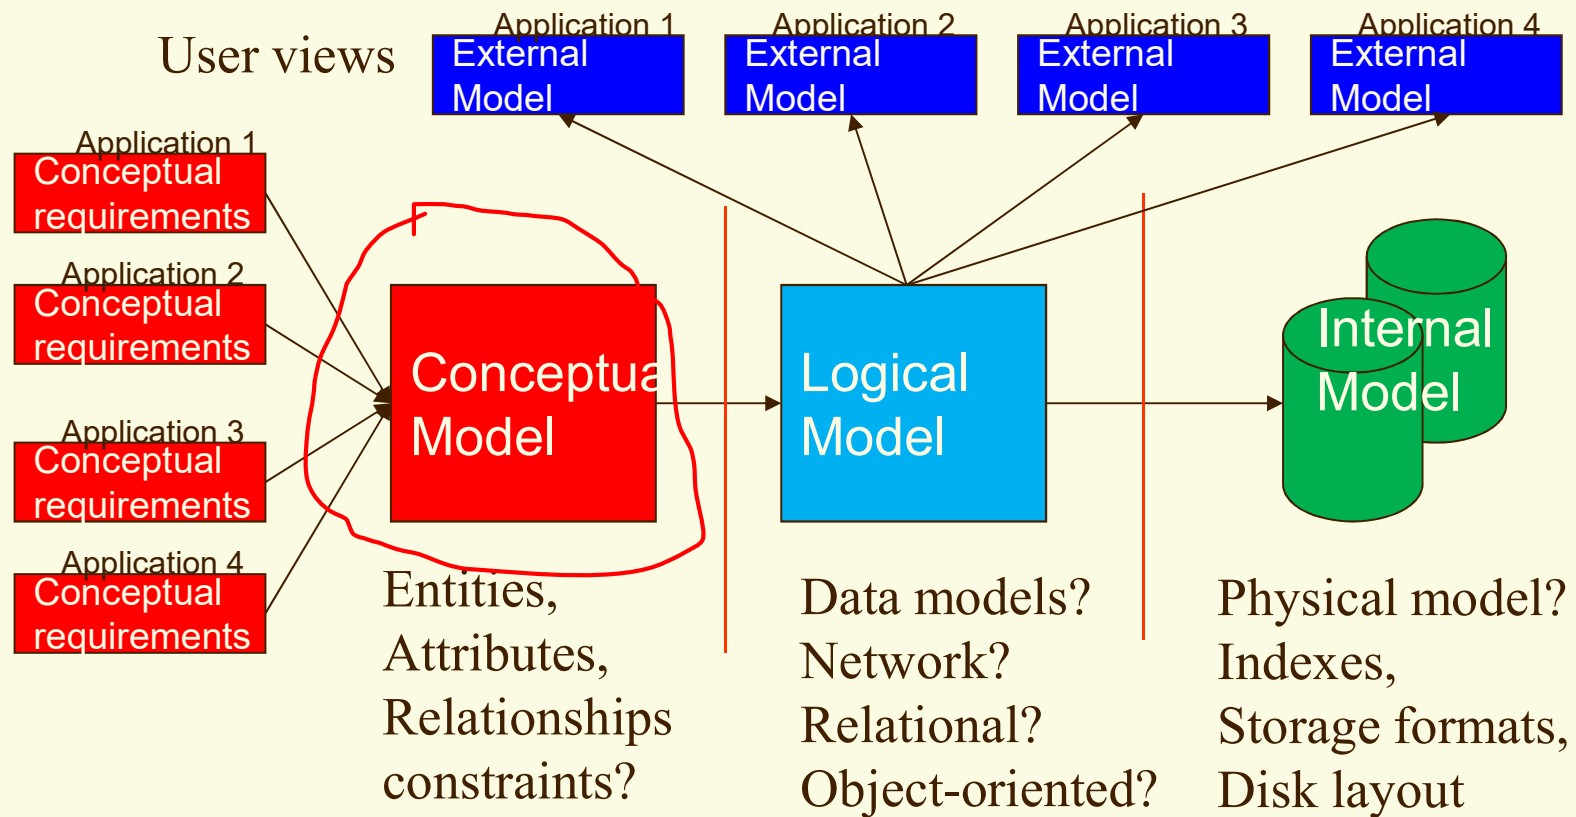 User views
Application 1
External
Model
Application 2
External
Model
Application 3
External
Model
Application 4
External
Model
Application 1
Conceptual
requirements
Application 2
Conceptual
requirements
Application 3
Conceptual
requirements
Application 4
Conceptual
requirements
Conceptua
Model
Logical
Model
Internal
Model
Entities,
Attributes,
Relationships
constraints?
Data models?
Network?
Relational?
Object-oriented?
Physical model?
Indexes,
Storage formats,
Disk layout